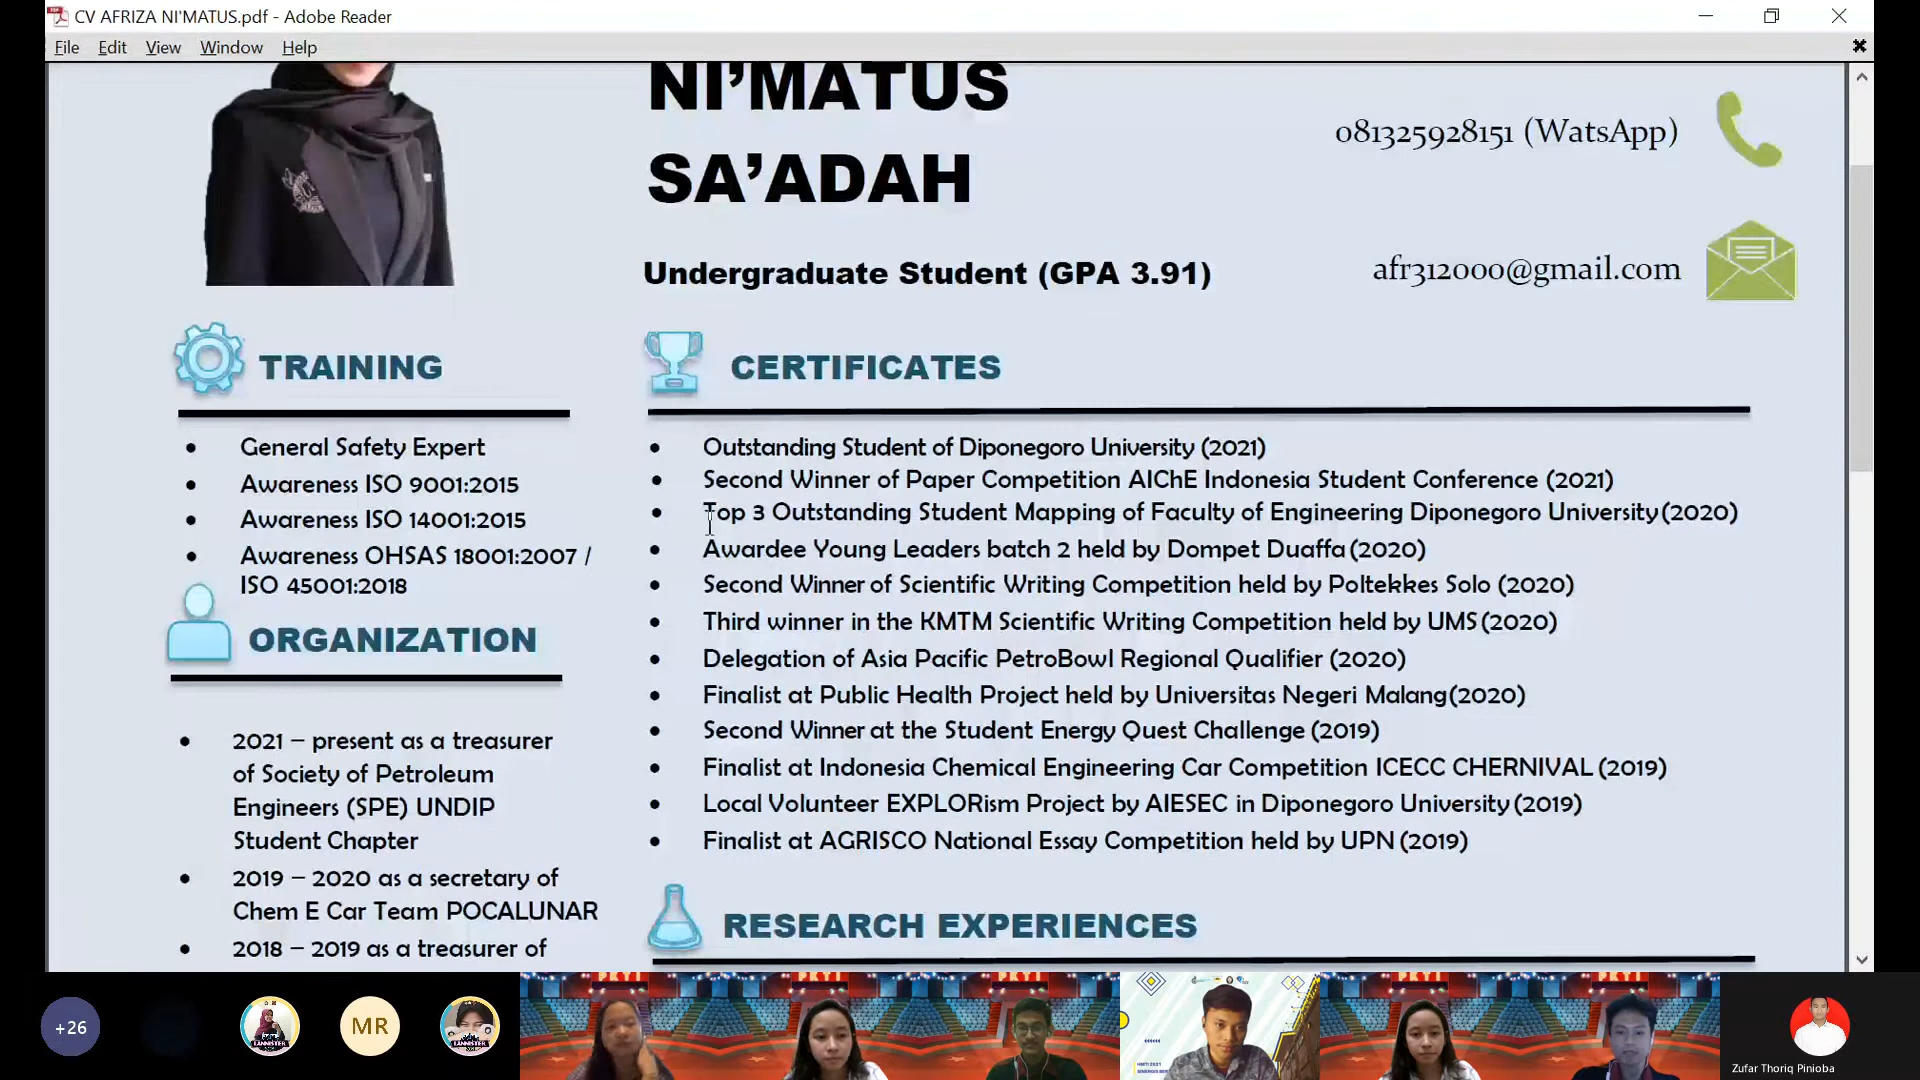 CV AFRIZA NI'MATUS.pdf - Adobe Reader
File Edit View Window Help
NI'MATUS
SA'ADAH
Undergraduate Student (GPA 3.91)
081325928151 (WatsApp)
afr312000@gmail.com
TRAINING
• General Safety Expert
• Awareness ISO 9001:2015
• Awareness ISO 14001:2015
• Awareness OHSAS 18001:2007 /
ISO 45001:2018
ORGANIZATION
• 2021 – present as a treasurer
of Society of Petroleum
Engineers (SPE) UNDIP
Student Chapter
• 2019 – 2020 as a secretary of
Chem E Car Team POCALUNAR
• 2018 – 2019 as a treasurer of
CERTIFICATES
• Outstanding Student of Diponegoro University (2021)
• Second Winner of Paper Competition AIChE Indonesia Student Conference (2021)
• Top 3 Outstanding Student Mapping of Faculty of Engineering Diponegoro University (2020)
• Awardee Young Leaders batch 2 held by Dompet Duaffa (2020)
• Second Winner of Scientific Writing Competition held by Poltekkes Solo (2020)
• Third winner in the KMTM Scientific Writing Competition held by UMS (2020)
• Delegation of Asia Pacific PetroBowl Regional Qualifier (2020)
• Finalist at Public Health Project held by Universitas Negeri Malang (2020)
• Second Winner at the Student Energy Quest Challenge (2019)
• Finalist at Indonesia Chemical Engineering Car Competition ICECC CHERNIVAL (2019)
• Local Volunteer EXPLORism Project by AIESEC in Diponegoro University (2019)
• Finalist at AGRISCO National Essay Competition held by UPN (2019)
RESEARCH EXPERIENCES
+26
LANNISTER
MR
LANNISTER
HMTI 2021
Zufar Thoriq Pinioba